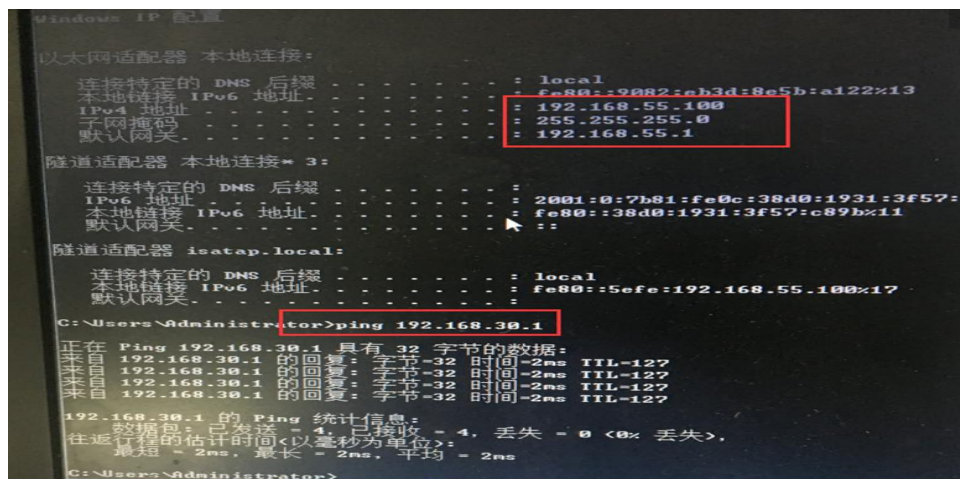 Windows IP 配置
以太网适配器 本地连接:
连接特定的 DNS 后缀 . . . . . . . : local
本地链接 IPv6 地址. . . . . . . . : fe80::9082:eb3d:8e5b:a122%13
IPv4 地址 . . . . . . . . . . . . : 192.168.55.100
子网掩码 . . . . . . . . . . . . : 255.255.255.0
默认网关. . . . . . . . . . . . . : 192.168.55.1
隧道适配器 本地连接* 3:
连接特定的 DNS 后缀 . . . . . . . :
IPv6 地址 . . . . . . . . . . . . : 2001:0:7b81:fe0c:38d0:1931:3f57:
本地链接 IPv6 地址. . . . . . . . : fe80::38d0:1931:3f57:c89b%11
默认网关. . . . . . . . . . . . . : ::
隧道适配器 isatap.local:
连接特定的 DNS 后缀 . . . . . . . : local
本地链接 IPv6 地址. . . . . . . . : fe80::5efe:192.168.55.100%17
默认网关. . . . . . . . . . . . . :
C:\Users\Administrator>ping 192.168.30.1
正在 Ping 192.168.30.1 具有 32 字节的数据:
来自 192.168.30.1 的回复: 字节=32 时间=2ms TTL=127
来自 192.168.30.1 的回复: 字节=32 时间=2ms TTL=127
来自 192.168.30.1 的回复: 字节=32 时间=2ms TTL=127
来自 192.168.30.1 的回复: 字节=32 时间=2ms TTL=127
192.168.30.1 的 Ping 统计信息:
数据包: 已发送 = 4, 已接收 = 4, 丢失 = 0 (0% 丢失),
往返行程的估计时间(以毫秒为单位):
最短 = 2ms, 最长 = 2ms, 平均 = 2ms
C:\Users\Administrator>